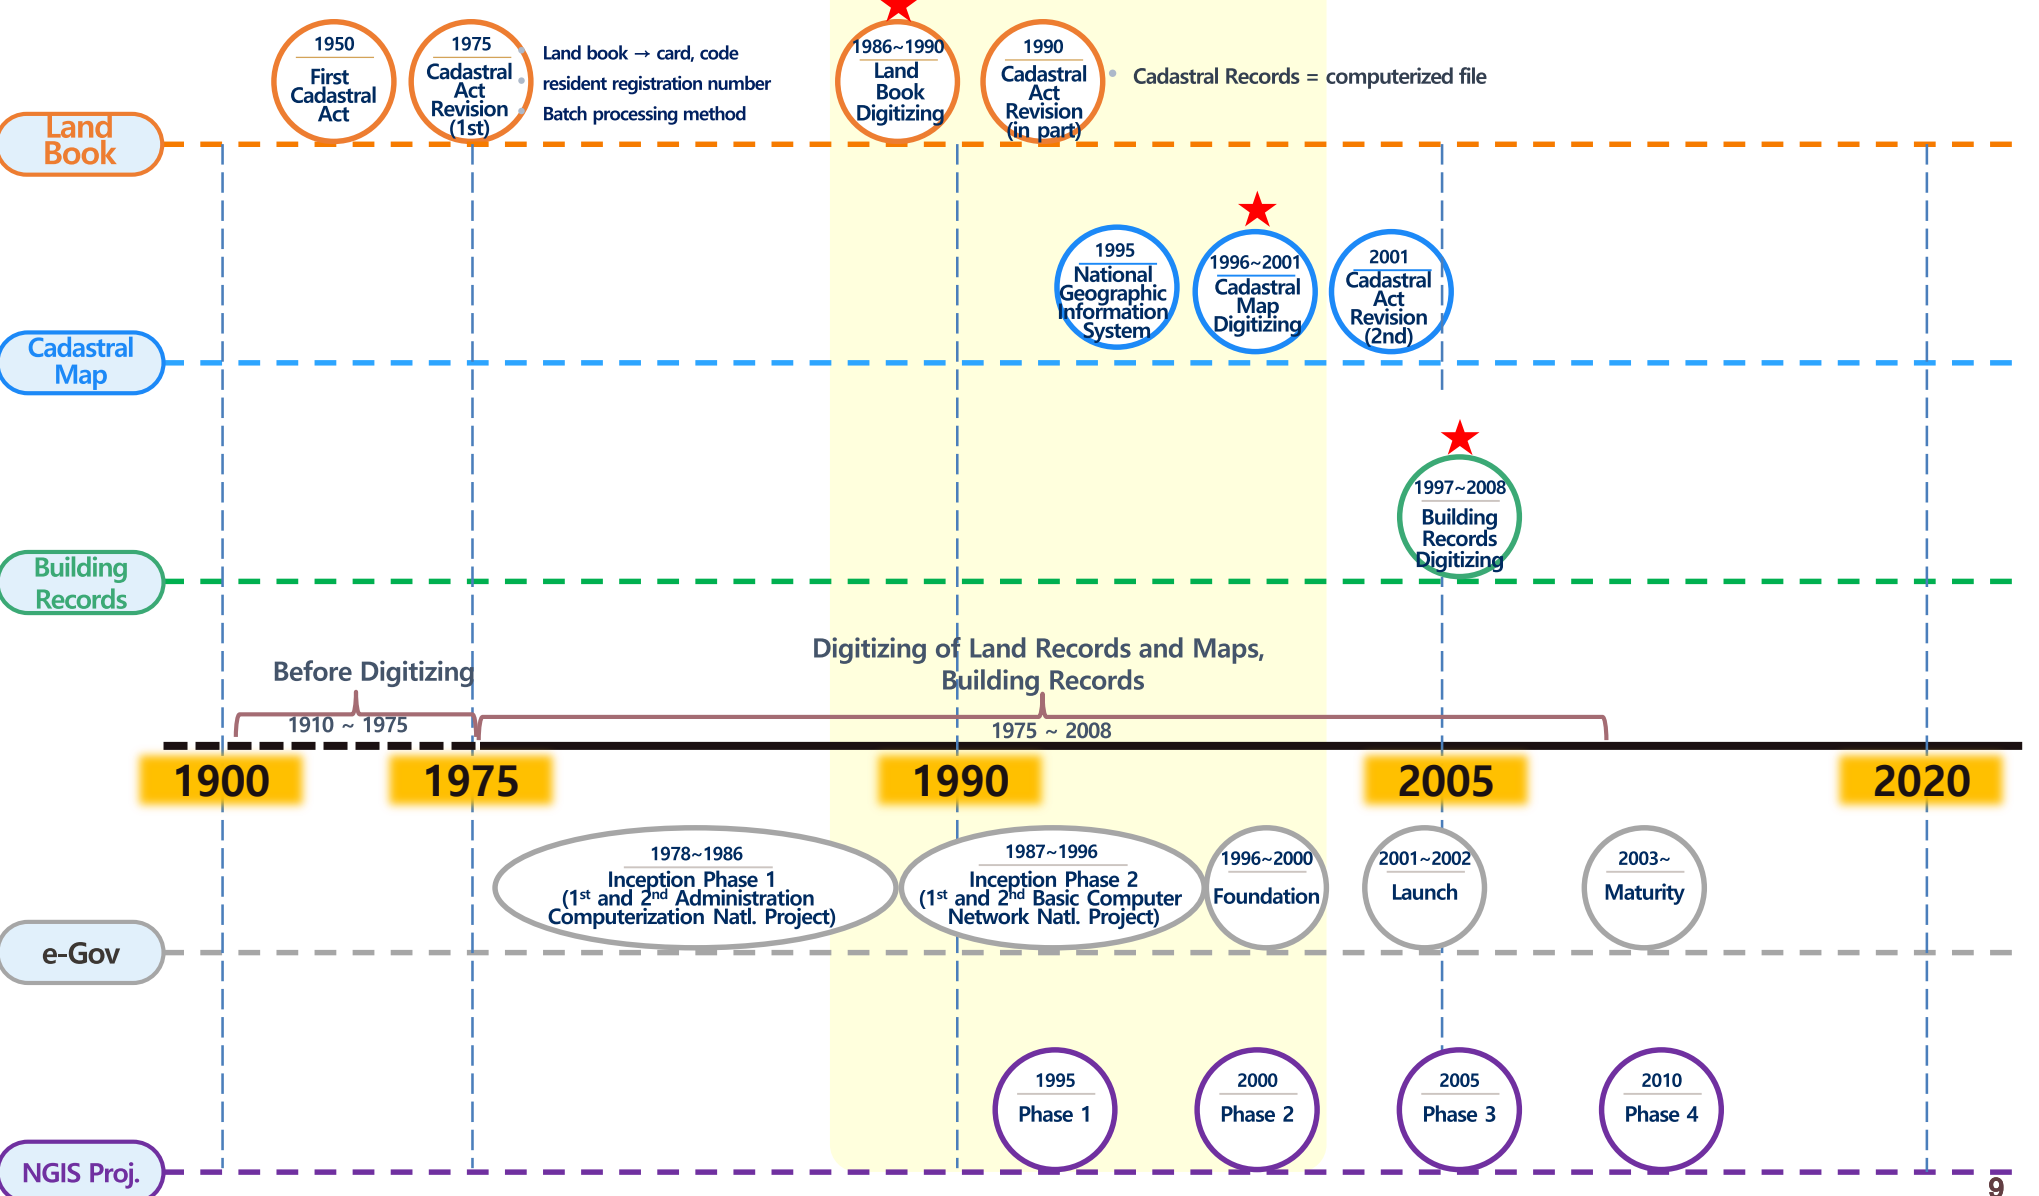 1950
First
Cadastral
Act
1975
Cadastral
Act
Revision
(1st)
Land book → card, code
resident registration number
Batch processing method
1986~1990
Land
Book
Digitizing
1990
Cadastral
Act
Revision
(in part)
Cadastral Records = computerized file
Land
Book
1995
National
Geographic
Information
System
1996~2001
Cadastral
Map
Digitizing
2001
Cadastral
Act
Revision
(2nd)
Cadastral
Map
1997~2008
Building
Records
Digitizing
Building
Records
Before Digitizing
1910 ~ 1975
Digitizing of Land Records and Maps,
Building Records
1975 ~ 2008
1900
1975
1990
2005
2020
1978~1986
Inception Phase 1
(1st and 2nd Administration
Computerization Natl. Project)
1987~1996
Inception Phase 2
(1st and 2nd Basic Computer
Network Natl. Project)
1996~2000
Foundation
2001~2002
Launch
2003~
Maturity
e-Gov
1995
Phase 1
2000
Phase 2
2005
Phase 3
2010
Phase 4
NGIS Proj.
9